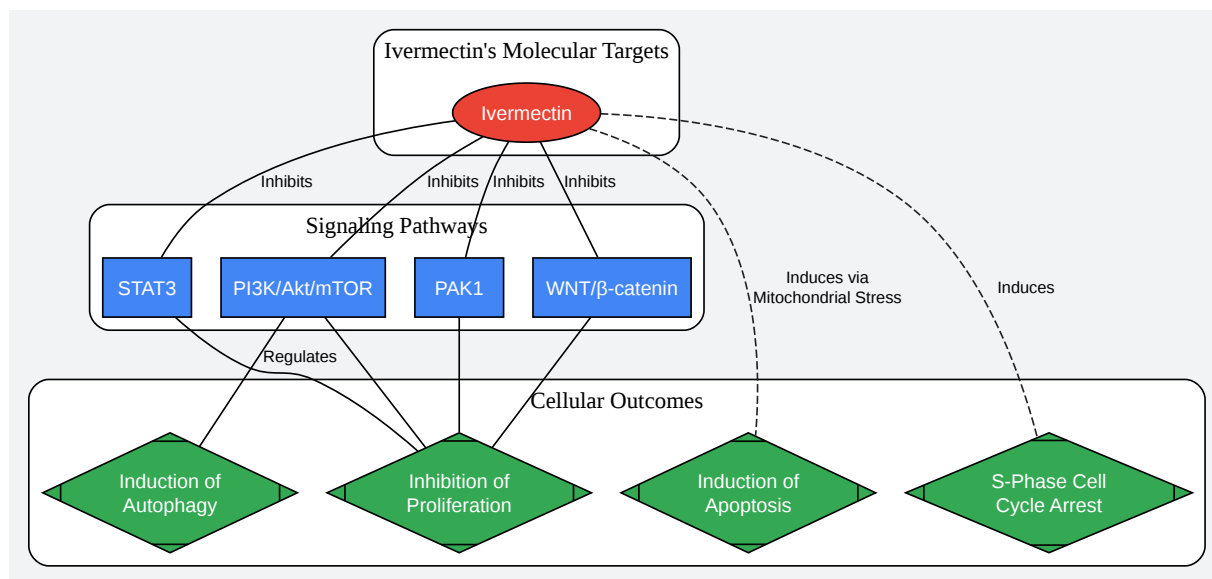 Ivermectin's Molecular Targets
Ivermectin
Inhibits
Inhibits
Inhibits
Inhibits
Signaling Pathways
STAT3
PI3K/Akt/mTOR
PAK1
WNT/β-catenin
Induces via
Mitochondrial Stress
Induces
Regulates
Cellular Outcomes
Induction of
Autophagy
Inhibition of
Proliferation
Induction of
Apoptosis
S-Phase Cell
Cycle Arrest